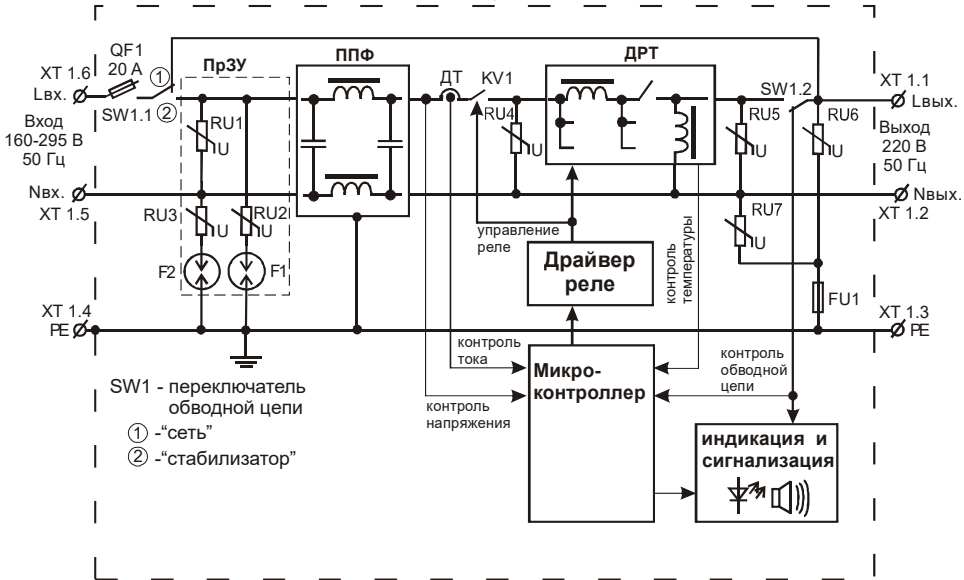 QF1
20 А
XT 1.6
Lвх.
SW1.1
①
②
Вход
160-295 В
50 Гц
Nвх.
XT 1.5
XT 1.4
PE
ПрЗУ
RU1
U
RU3
U
RU2
U
F2
F1
ППФ
ДТ
KV1
RU4
U
ДРТ
SW1.2
RU5
U
RU6
U
RU7
U
FU1
XT 1.1
Lвых.
Выход
220 В
50 Гц
Nвых.
XT 1.2
XT 1.3
PE
управление
реле
Драйвер
реле
контроль
температуры
контроль
тока
контроль
напряжения
Микро-
контроллер
контроль
обводной
цепи
индикация и
сигнализация
SW1 - переключатель
обводной цепи
① -“сеть”
② -“стабилизатор”